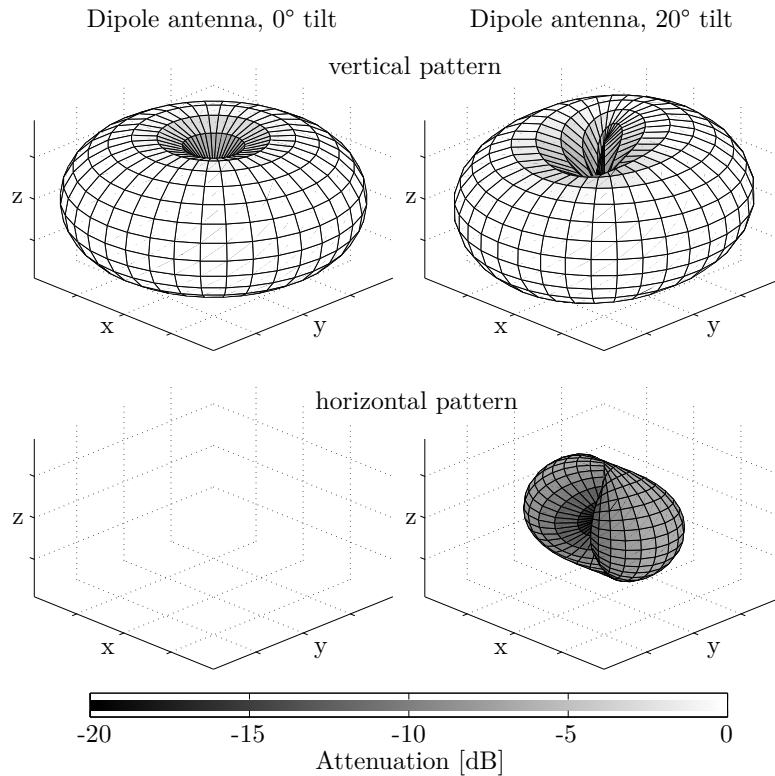 Dipole antenna, 0° tilt
Dipole antenna, 20° tilt
vertical pattern
z
x
y
z
x
y
horizontal pattern
z
x
y
z
x
y
-20 -15 -10 -5 0
Attenuation [dB]